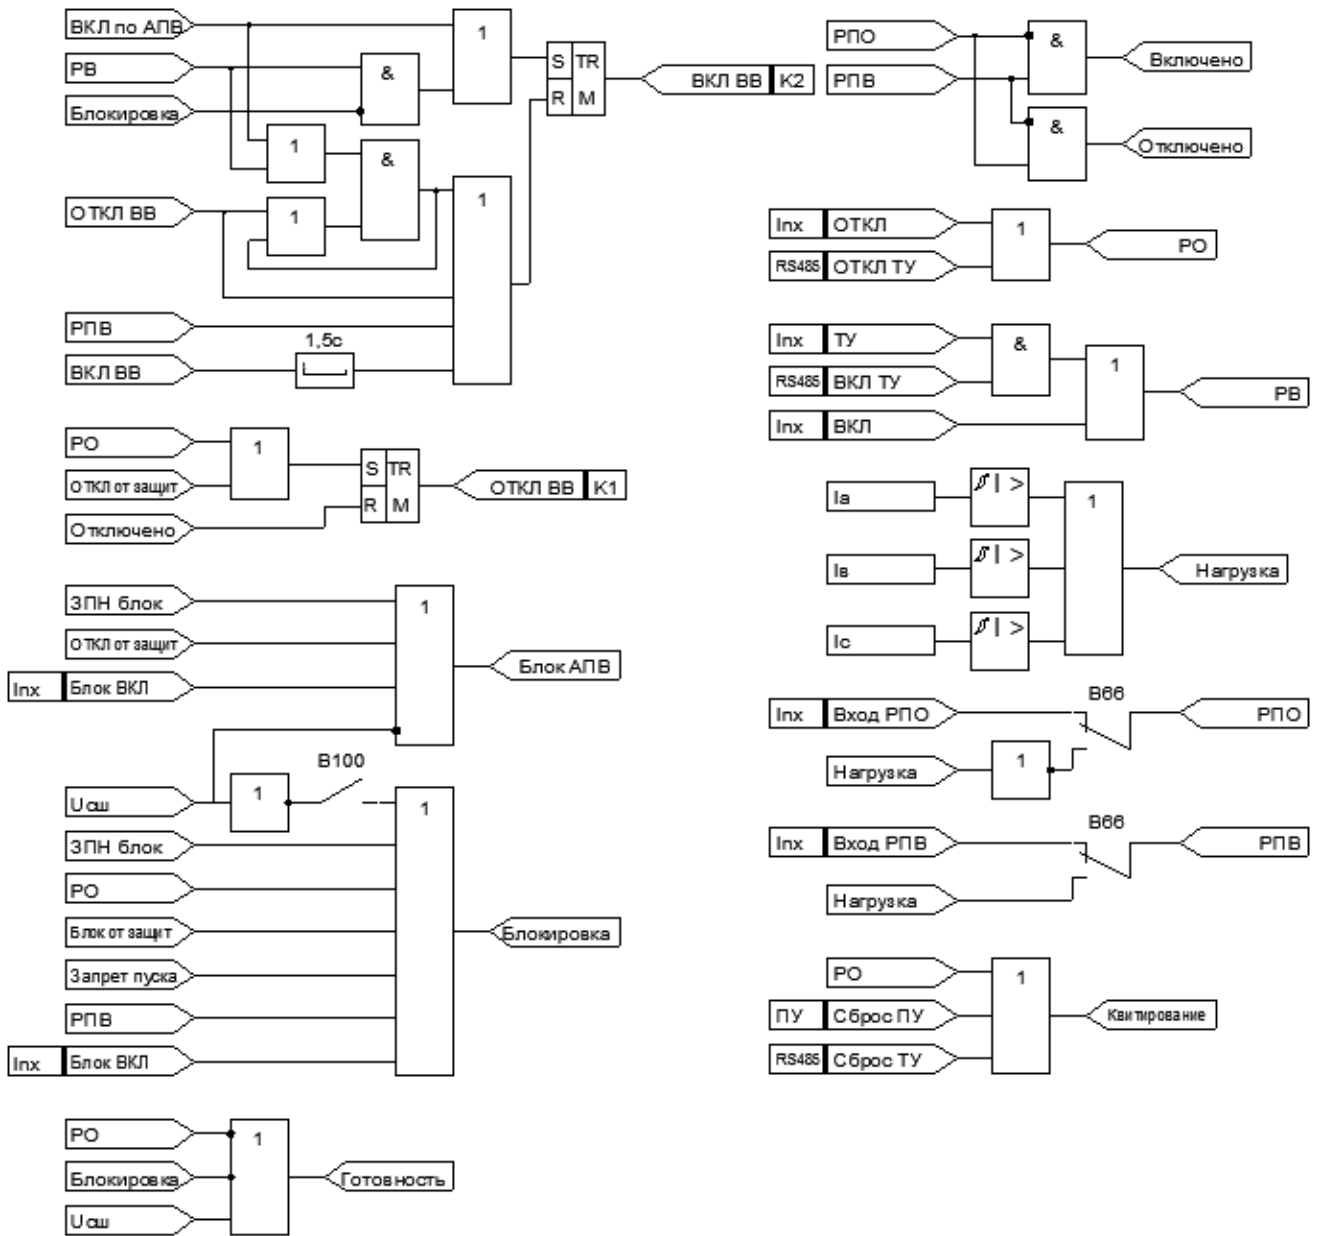 ВКЛ по АПВ
РВ
Блокировка
1
&
1
&
ОТКЛ ВВ
1
1
РПВ
1,5с
ВКЛ ВВ
S TR
R M
ВКЛ ВВ К2
РО
ОТКЛ от защит
Отключено
1
S TR
R M
ОТКЛ ВВ К1
ЗПН блок
ОТКЛ от защит
Inx Блок ВКЛ
1
Блок АПВ
В100
Uсш
1
1
ЗПН блок
РО
Блок от защит
Запрет пуска
РПВ
Inx Блок ВКЛ
Блокировка
РО
Блокировка
Uсш
1
Готовность
РПО
РПВ
&
Включено
&
Отключено
Inx ОТКЛ
RS485 ОТКЛ ТУ
1
РО
Inx ТУ
RS485 ВКЛ ТУ
Inx ВКЛ
&
1
РВ
Iа
Iв
Iс
I >
I >
I >
1
Нагрузка
В66
Inx Вход РПО
РПО
Нагрузка
1
В66
Inx Вход РПВ
РПВ
Нагрузка
РО
ПУ Сброс ПУ
RS485 Сброс ТУ
1
Квитирование